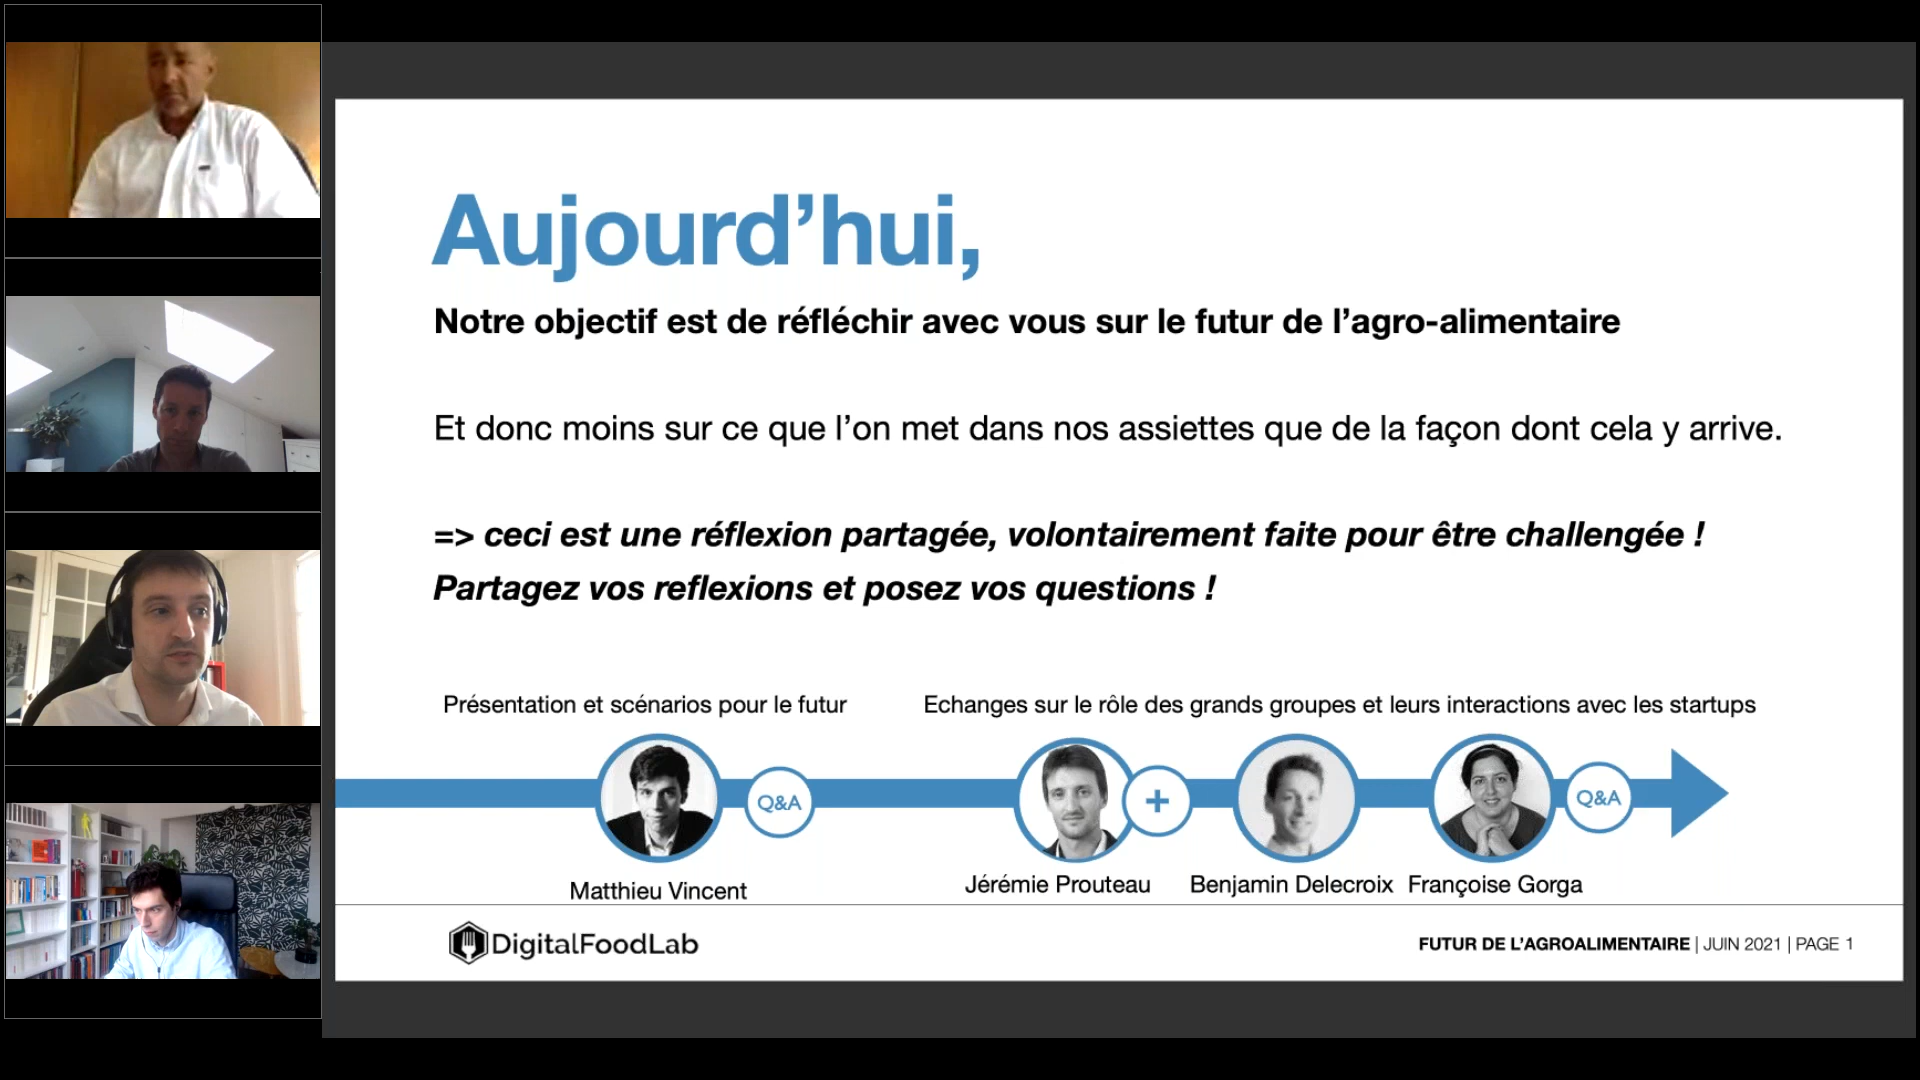 Aujourd’hui,
Notre objectif est de réfléchir avec vous sur le futur de l’agro-alimentaire
Et donc moins sur ce que l’on met dans nos assiettes que de la façon dont cela y arrive.
=> ceci est une réflexion partagée, volontairement faite pour être challengée !
Partagez vos reflexions et posez vos questions !
Présentation et scénarios pour le futur
Echanges sur le rôle des grands groupes et leurs interactions avec les startups
Q&A
+
Q&A
Matthieu Vincent
Jérémie Prouteau
Benjamin Delecroix
Françoise Gorga
DigitalFoodLab
FUTUR DE L’AGROALIMENTAIRE | JUIN 2021 | PAGE 1